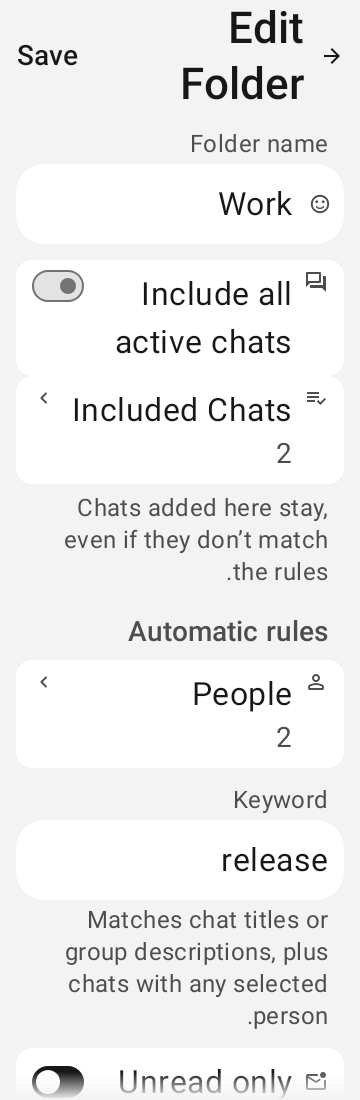 Edit
Folder
Save
Folder name
Work
Include all
active chats
Included Chats
2
Chats added here stay,
even if they don’t match
.the rules
Automatic rules
People
2
Keyword
release
Matches chat titles or
group descriptions, plus
chats with any selected
.person
Unread only